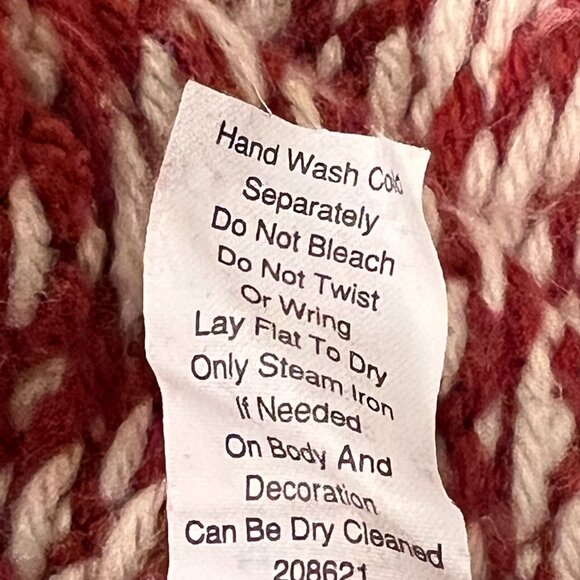 Hand Wash Cold
Separately
Do Not Bleach
Do Not Twist
Or Wring
Lay Flat To Dry
Only Steam Iron
If Needed
On Body And
Decoration
Can Be Dry Cleaned
208621